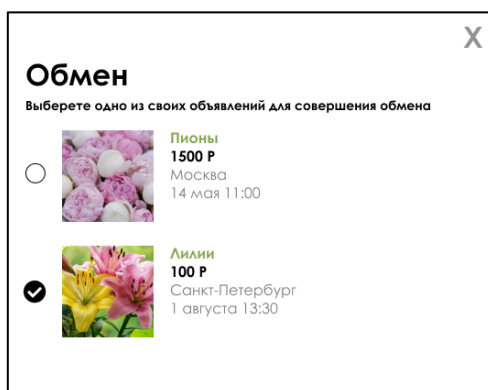 X
Обмен
Выберете одно из своих объявлений для совершения обмена
Пионы
1500 Р
Москва
14 мая 11:00
Лилии
100 Р
Санкт-Петербург
1 августа 13:30